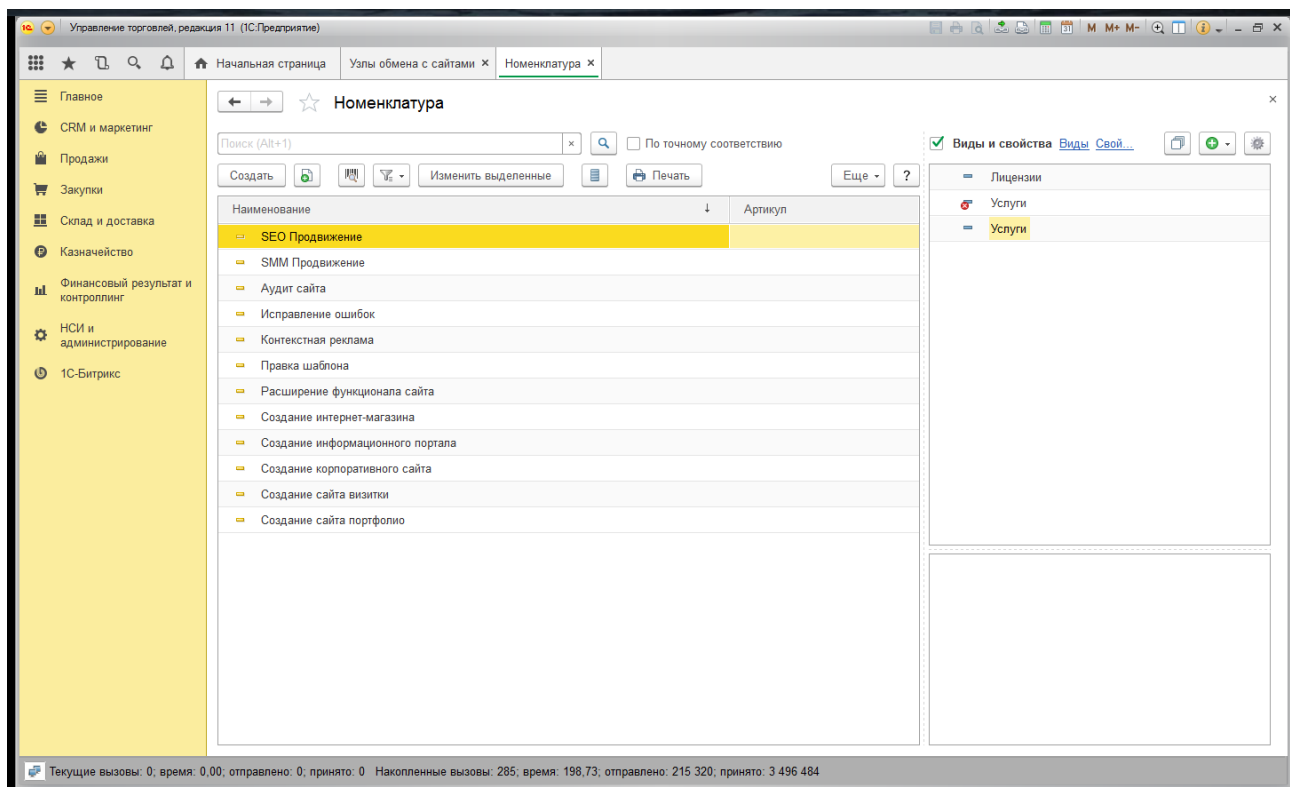 1С Управление торговлей, редакция 11 (1С:Предприятие) 31 M M+ M-
Начальная страница Узлы обмена с сайтами × Номенклатура ×
Главное
CRM и маркетинг
Продажи
Закупки
Склад и доставка
Казначейство
Финансовый результат и
контроллинг
НСИ и
администрирование
1С-Битрикс
Номенклатура
Поиск (Alt+1) × По точному соответствию
Создать Изменить выделенные Печать Еще ?
Наименование ↓ Артикул
SEO Продвижение
SMM Продвижение
Аудит сайта
Исправление ошибок
Контекстная реклама
Правка шаблона
Расширение функционала сайта
Создание интернет-магазина
Создание информационного портала
Создание корпоративного сайта
Создание сайта визитки
Создание сайта портфолио
Виды и свойства Виды Свой...
Лицензии
Услуги
Услуги
Текущие вызовы: 0; время: 0,00; отправлено: 0; принято: 0 Накопленные вызовы: 285; время: 198,73; отправлено: 215 320; принято: 3 496 484